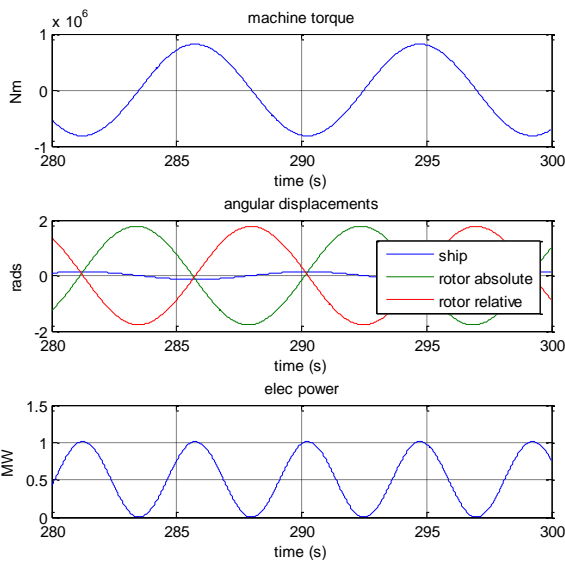 machine torque
x 10^6
1
0
-1
Nm
280 285 290 295 300
time (s)
angular displacements
2
0
-2
rads
ship
rotor absolute
rotor relative
280 285 290 295 300
time (s)
elec power
1.5
1
0.5
0
MW
280 285 290 295 300
time (s)